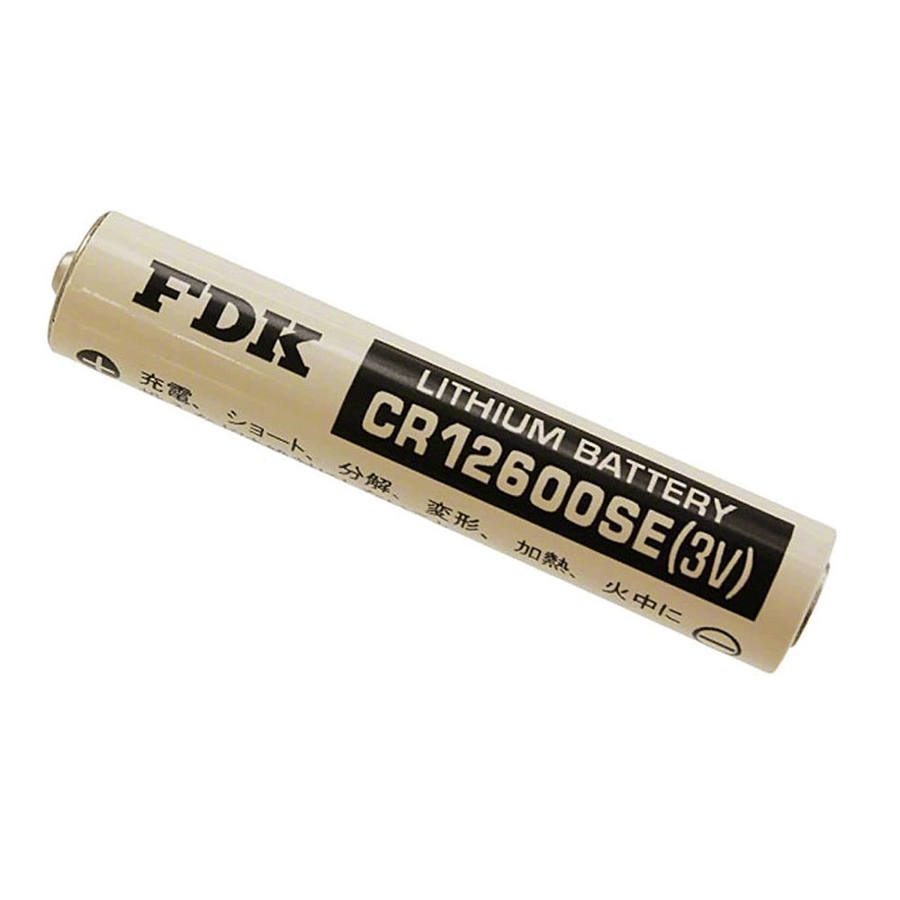 FDK
LITHIUM BATTERY
CR12600SE(3V)
+
充電、ショート、分解、変形、加熱、火中に
−